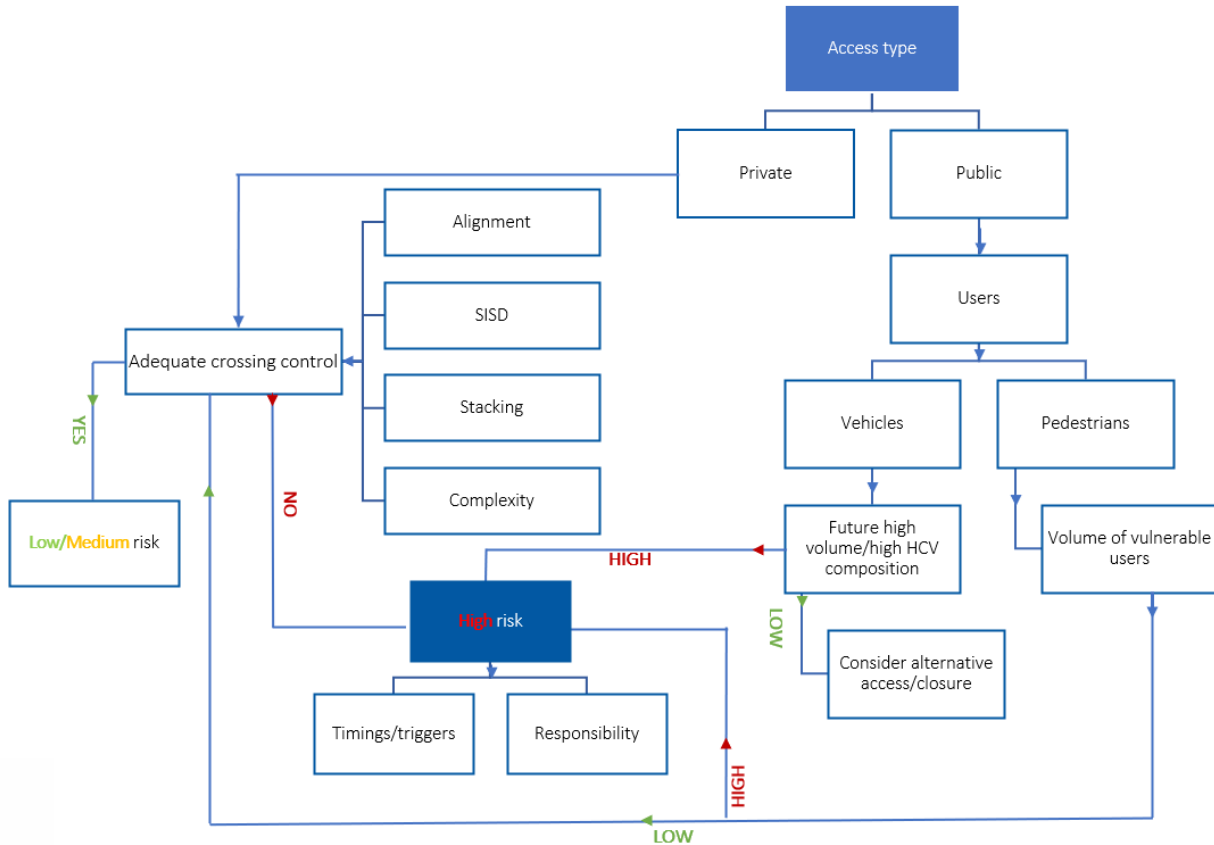 Access type
Private
Public
Alignment
Users
SISD
Adequate crossing control
Vehicles
Pedestrians
Stacking
YES
NO
Complexity
Low/Medium risk
Future high
volume/high HCV
composition
Volume of vulnerable
users
HIGH
High risk
LOW
Consider alternative
access/closure
Timings/triggers
Responsibility
HIGH
LOW